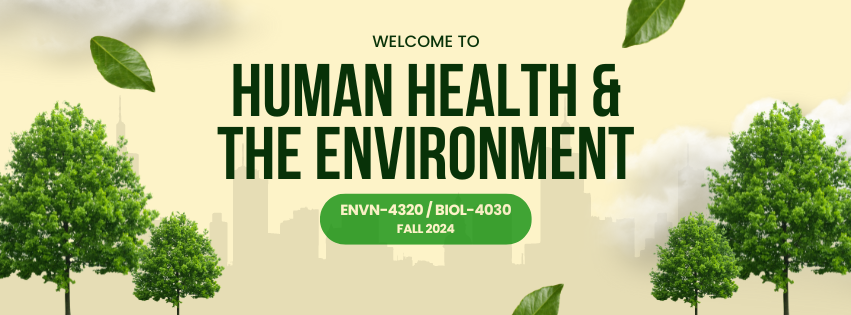 WELCOME TO
HUMAN HEALTH &
THE ENVIRONMENT
ENVN-4320 / BIOL-4030
FALL 2024